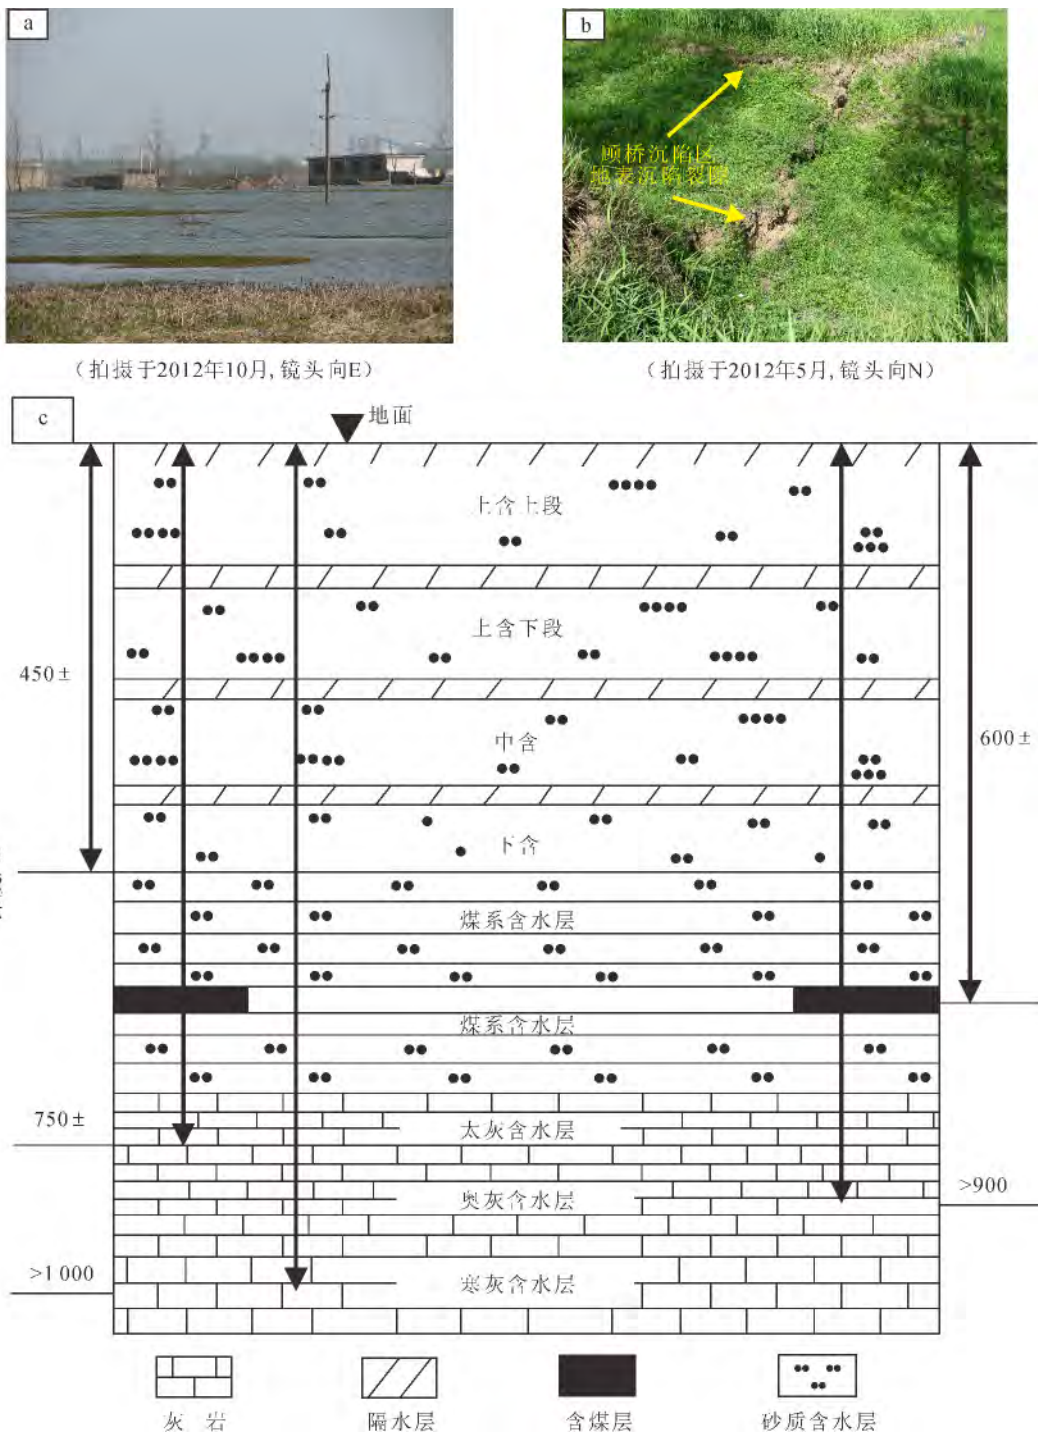 a
b
顾桥沉陷区
地表沉陷裂隙
(拍摄于2012年10月,镜头向E)
(拍摄于2012年5月,镜头向N)
c
地面
上含上段
上含下段
450±
中含
600±
下含
煤系含水层
煤系含水层
750±
太灰含水层
奥灰含水层
>900
>1 000
寒灰含水层
灰 岩
隔水层
含煤层
砂质含水层